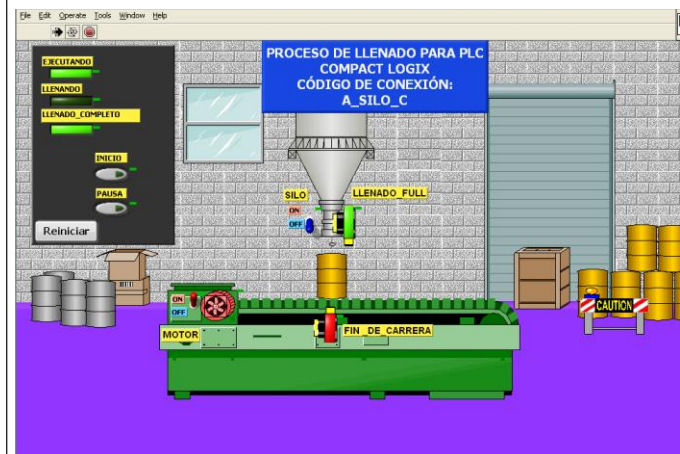 File Edit Operate Tools Window Help
PROCESO DE LLENADO PARA PLC
COMPACT LOGIX
CÓDIGO DE CONEXIÓN:
A_SILO_C
EJECUTANDO
LLENANDO
LLENADO_COMPLETO
INICIO
PAUSA
Reiniciar
SILO
LLENADO_FULL
ON
OFF
ON
OFF
MOTOR
FIN_DE_CARRERA
CAUTION